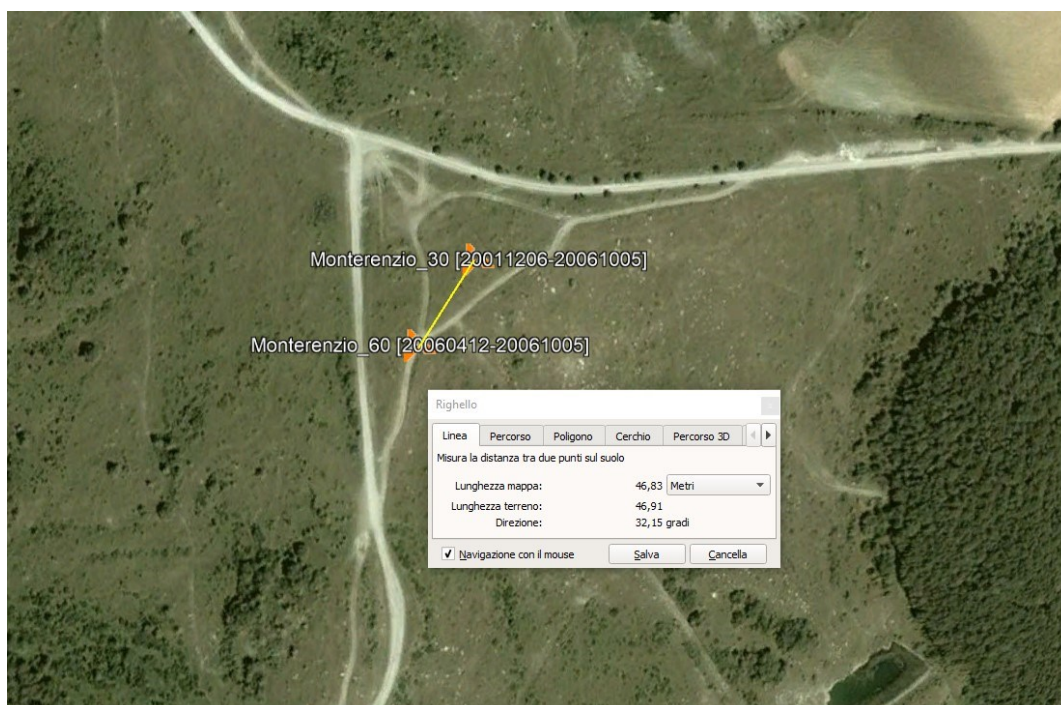 Monterenzio_30 [20011206-20061005]
Monterenzio_60 [20060412-20061005]
Righello
Linea Percorso Poligono Cerchio Percorso 3D
Misura la distanza tra due punti sul suolo
Lunghezza mappa: 46,83 Metri
Lunghezza terreno: 46,91
Direzione: 32,15 gradi
Navigazione con il mouse Salva Cancella